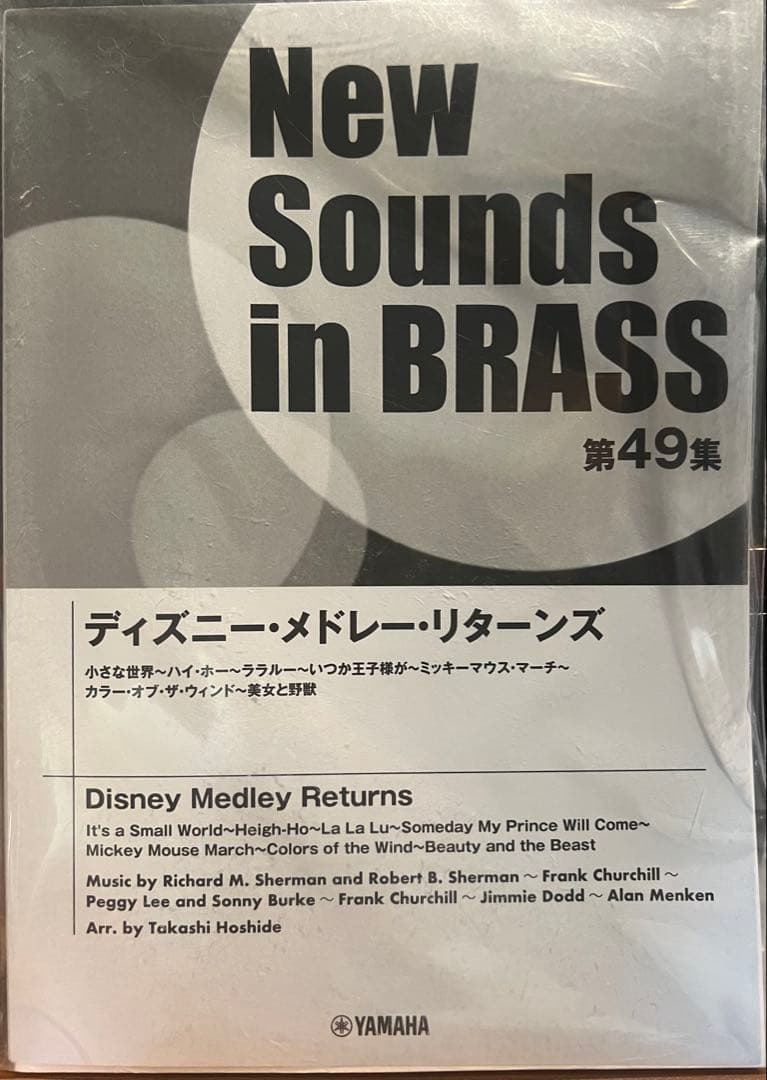 New
Sounds
in BRASS
第49集
ディズニー・メドレー・リターンズ
小さな世界～ハイ・ホー～ララルー～いつか王子様が～ミッキーマウス・マーチ～
カラー・オブ・ザ・ウィンド～美女と野獣
Disney Medley Returns
It's a Small World~Heigh-Ho~La La Lu~Someday My Prince Will Come~
Mickey Mouse March~Colors of the Wind~Beauty and the Beast
Music by Richard M. Sherman and Robert B. Sherman ~ Frank Churchill ~
Peggy Lee and Sonny Burke ~ Frank Churchill ~ Jimmie Dodd ~ Alan Menken
Arr. by Takashi Hoshide
YAMAHA